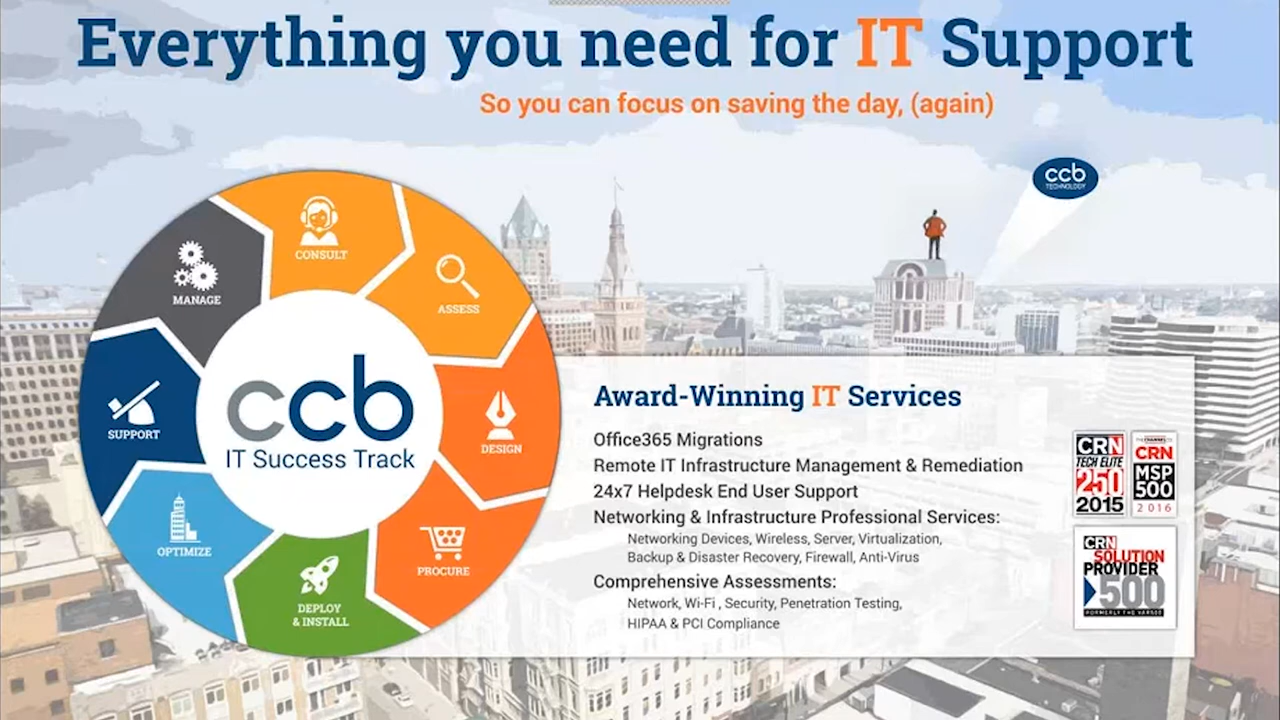 Everything you need for IT Support
So you can focus on saving the day, (again)
ccb
TECHNOLOGY
CONSULT
ASSESS
MANAGE
DESIGN
SUPPORT
PROCURE
OPTIMIZE
DEPLOY
& INSTALL
ccb
IT Success Track
Award-Winning IT Services
Office365 Migrations
Remote IT Infrastructure Management & Remediation
24x7 Helpdesk End User Support
Networking & Infrastructure Professional Services:
Networking Devices, Wireless, Server, Virtualization,
Backup & Disaster Recovery, Firewall, Anti-Virus
Comprehensive Assessments:
Network, Wi-Fi , Security, Penetration Testing,
HIPAA & PCI Compliance
CRN
TECH ELITE
250
2015
CRN
MSP
500
2016
CRN
SOLUTION
PROVIDER
500
FORMERLY THE VAR500